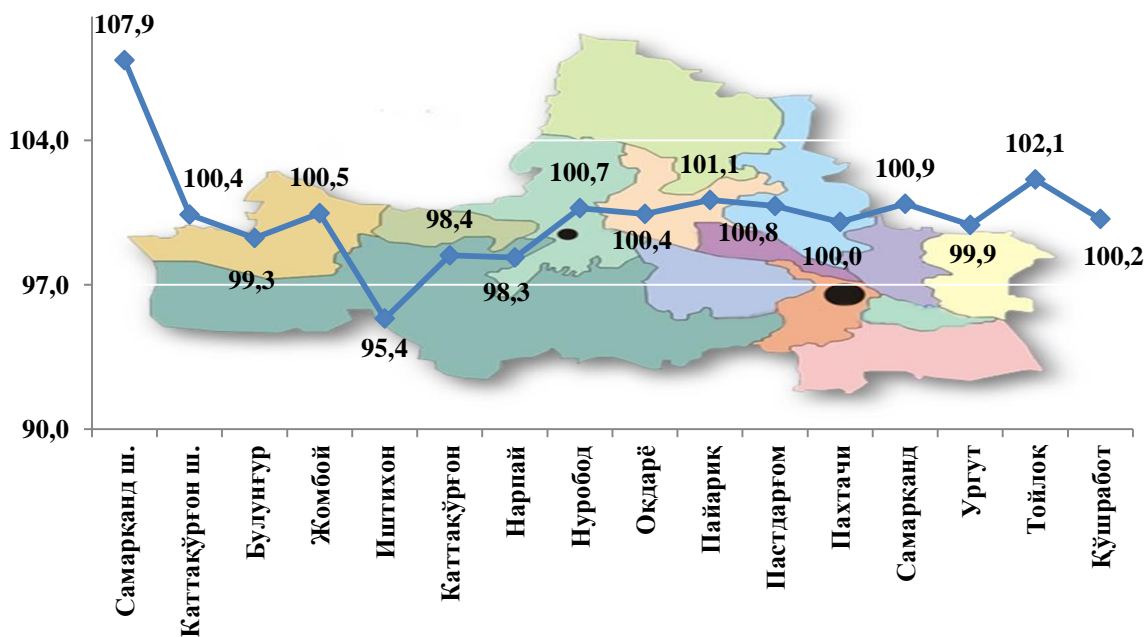 107,9
104,0
97,0
90,0
100,4
99,3
100,5
95,4
98,4
98,3
100,7
100,4
101,1
100,8
100,0
100,9
99,9
102,1
100,2
Самарқанд ш.
Каттақўрғон ш.
Булунғур
Жомбой
Иштихон
Каттақўрғон
Нарпай
Нуробод
Оқдарё
Пайариқ
Пастдарғом
Пахтачи
Самарқанд
Ургут
Тойлоқ
Қўшработ